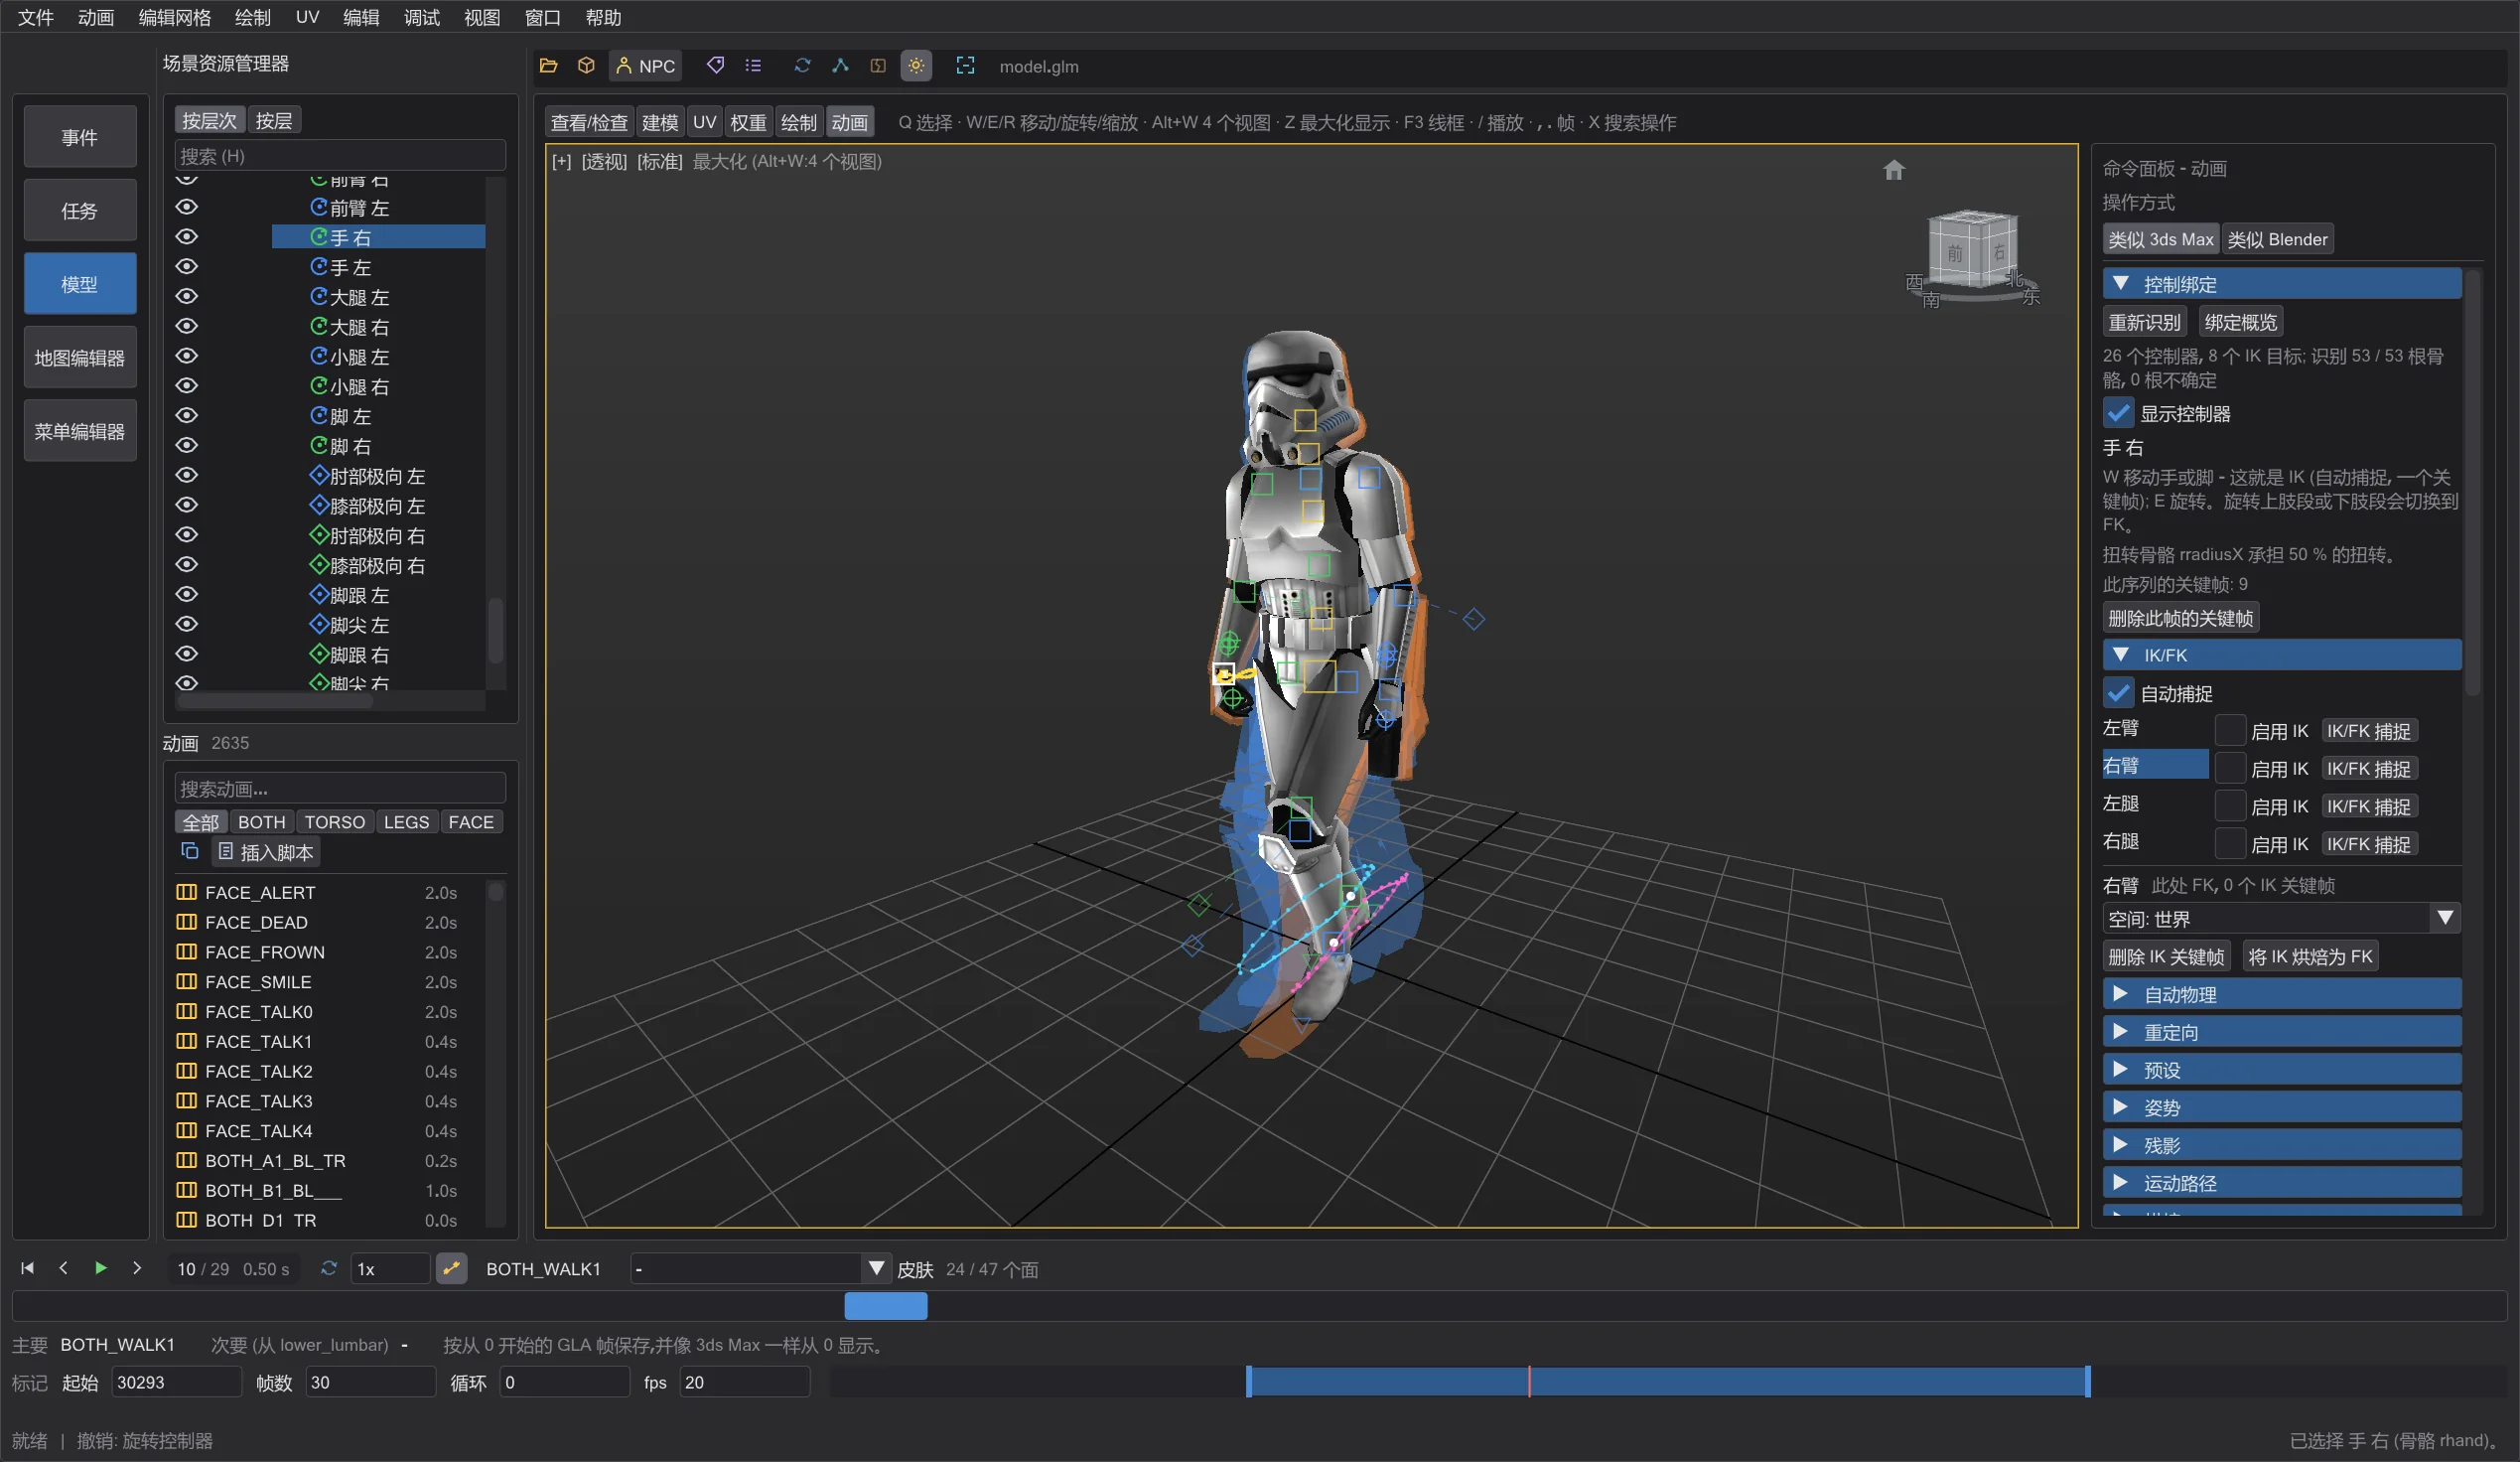 文件 动画 编辑网格 绘制 UV 编辑 调试 视图 窗口 帮助
场景资源管理器
NPC model.glm
事件
任务
模型
地图编辑器
菜单编辑器
按层次 按层
搜索 (H)
前臂 右
前臂 左
手 右
手 左
大腿 左
大腿 右
小腿 左
小腿 右
脚 左
脚 右
肘部极向 左
膝部极向 左
肘部极向 右
膝部极向 右
脚跟 左
脚尖 左
脚跟 右
脚尖 右
动画 2635
搜索动画...
全部 BOTH TORSO LEGS FACE
插入脚本
FACE_ALERT 2.0s
FACE_DEAD 2.0s
FACE_FROWN 2.0s
FACE_SMILE 2.0s
FACE_TALK0 2.0s
FACE_TALK1 0.4s
FACE_TALK2 0.4s
FACE_TALK3 0.4s
FACE_TALK4 0.4s
BOTH_A1_BL_TR 0.2s
BOTH_B1_BL___ 1.0s
BOTH_D1_TR 0.0s
查看/检查 建模 UV 权重 绘制 动画 Q 选择 · W/E/R 移动/旋转/缩放 · Alt+W 4 个视图 · Z 最大化显示 · F3 线框 · / 播放 · , . 帧 · X 搜索操作
[+] [透视] [标准] 最大化 (Alt+W:4 个视图)
前 右
西 南 北 东
命令面板 - 动画
操作方式
类似 3ds Max 类似 Blender
控制绑定
重新识别 绑定概览
26 个控制器, 8 个 IK 目标; 识别 53 / 53 根骨
骼, 0 根不确定
显示控制器
手 右
W 移动手或脚 - 这就是 IK (自动捕捉, 一个关
键帧); E 旋转。旋转上肢段或下肢段会切换到
FK。
扭转骨骼 rradiusX 承担 50 % 的扭转。
此序列的关键帧: 9
删除此帧的关键帧
IK/FK
自动捕捉
左臂 启用 IK IK/FK 捕捉
右臂 启用 IK IK/FK 捕捉
左腿 启用 IK IK/FK 捕捉
右腿 启用 IK IK/FK 捕捉
右臂 此处 FK, 0 个 IK 关键帧
空间: 世界
删除 IK 关键帧 将 IK 烘焙为 FK
自动物理
重定向
预设
姿势
残影
运动路径
10 / 29 0.50 s 1x BOTH_WALK1 - 皮肤 24 / 47 个面
主要 BOTH_WALK1 次要 (从 lower_lumbar) - 按从 0 开始的 GLA 帧保存,并像 3ds Max 一样从 0 显示。
标记 起始 30293 帧数 30 循环 0 fps 20
就绪 | 撤销: 旋转控制器
已选择 手 右 (骨骼 rhand)。